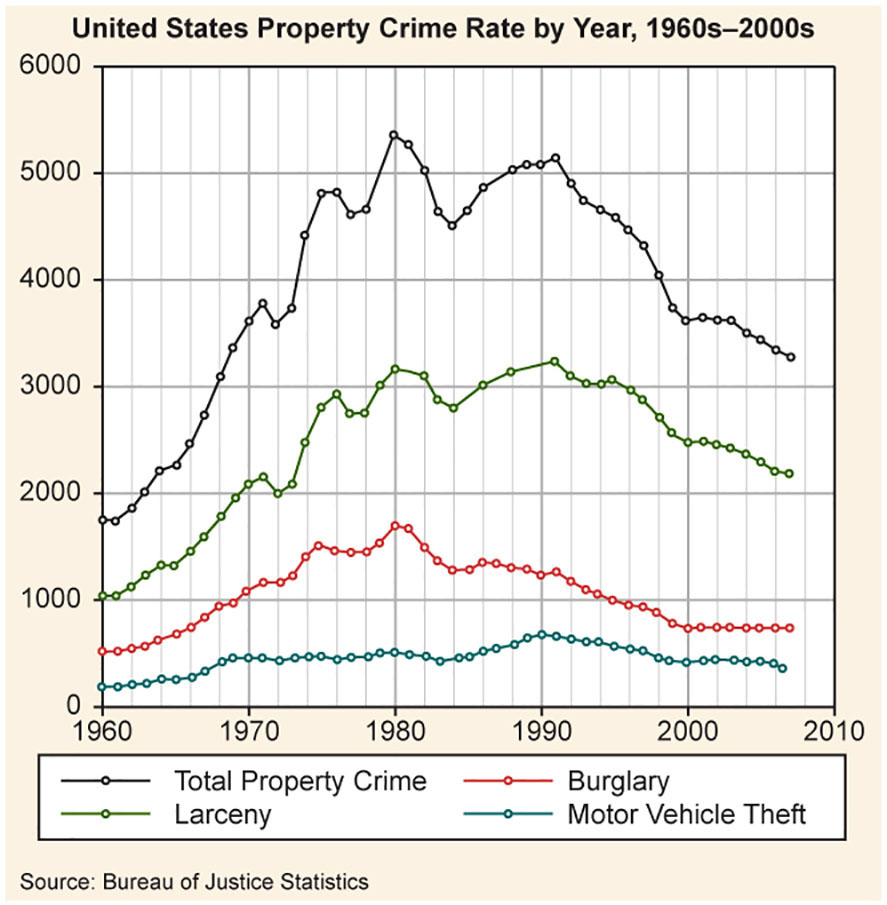 United States Property Crime Rate by Year, 1960s–2000s
6000
5000
4000
3000
2000
1000
0
1960 1970 1980 1990 2000 2010
Total Property Crime Burglary
Larceny Motor Vehicle Theft
Source: Bureau of Justice Statistics